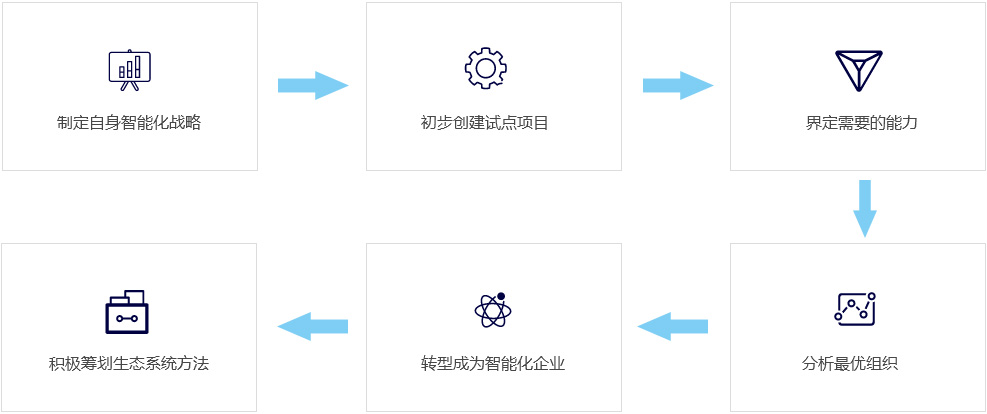 制定自身智能化战略
初步创建试点项目
界定需要的能力
分析最优组织
转型成为智能化企业
积极筹划生态系统方法